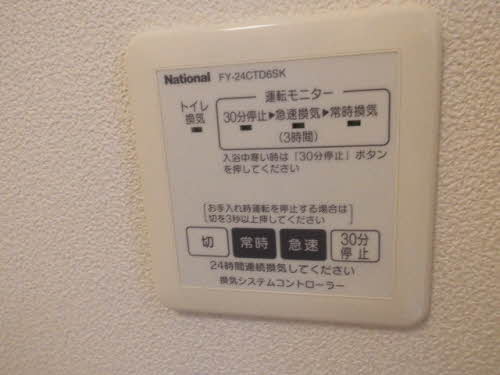 National FY-24CTD6SK
運転モニター
トイレ
換気
30分停止▶急速換気▶常時換気
(3時間)
入浴中寒い時は「30分停止」ボタン
を押してください
お手入れ時運転を停止する場合は
切を3秒以上押してください
切 常時 急速 30分
停止
24時間連続換気してください
換気システムコントローラー